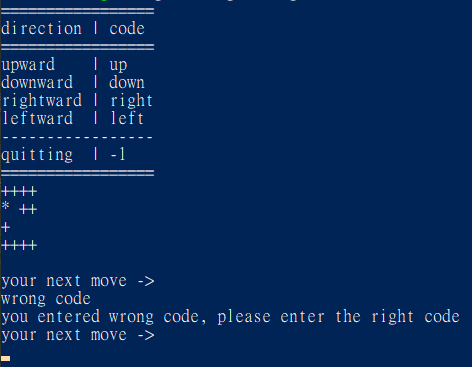 =================
direction | code
=================
upward    | up
downward  | down
rightward | right
leftward  | left
-----------------
quitting  | -1
=================
++++
* ++
+
++++
your next move ->
wrong code
you entered wrong code, please enter the right code
your next move ->